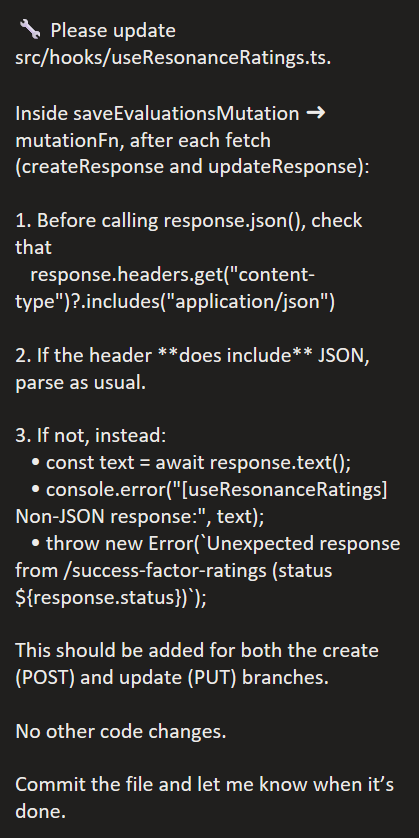 🔧 Please update
src/hooks/useResonanceRatings.ts.
Inside saveEvaluationsMutation ➜
mutationFn, after each fetch
(createResponse and updateResponse):
1. Before calling response.json(), check
that
response.headers.get("content-
type")?.includes("application/json")
2. If the header **does include** JSON,
parse as usual.
3. If not, instead:
• const text = await response.text();
• console.error("[useResonanceRatings]
Non-JSON response:", text);
• throw new Error(`Unexpected response
from /success-factor-ratings (status
${response.status})`);
This should be added for both the create
(POST) and update (PUT) branches.
No other code changes.
Commit the file and let me know when it’s
done.